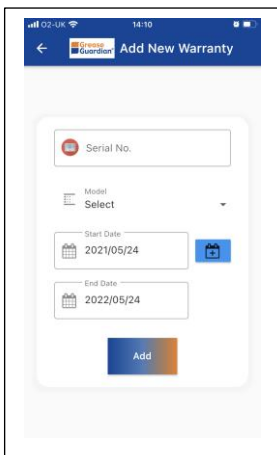 O2-UK 14:10
Grease Guardian Add New Warranty
Serial No.
Model
Select
Start Date
2021/05/24
End Date
2022/05/24
Add